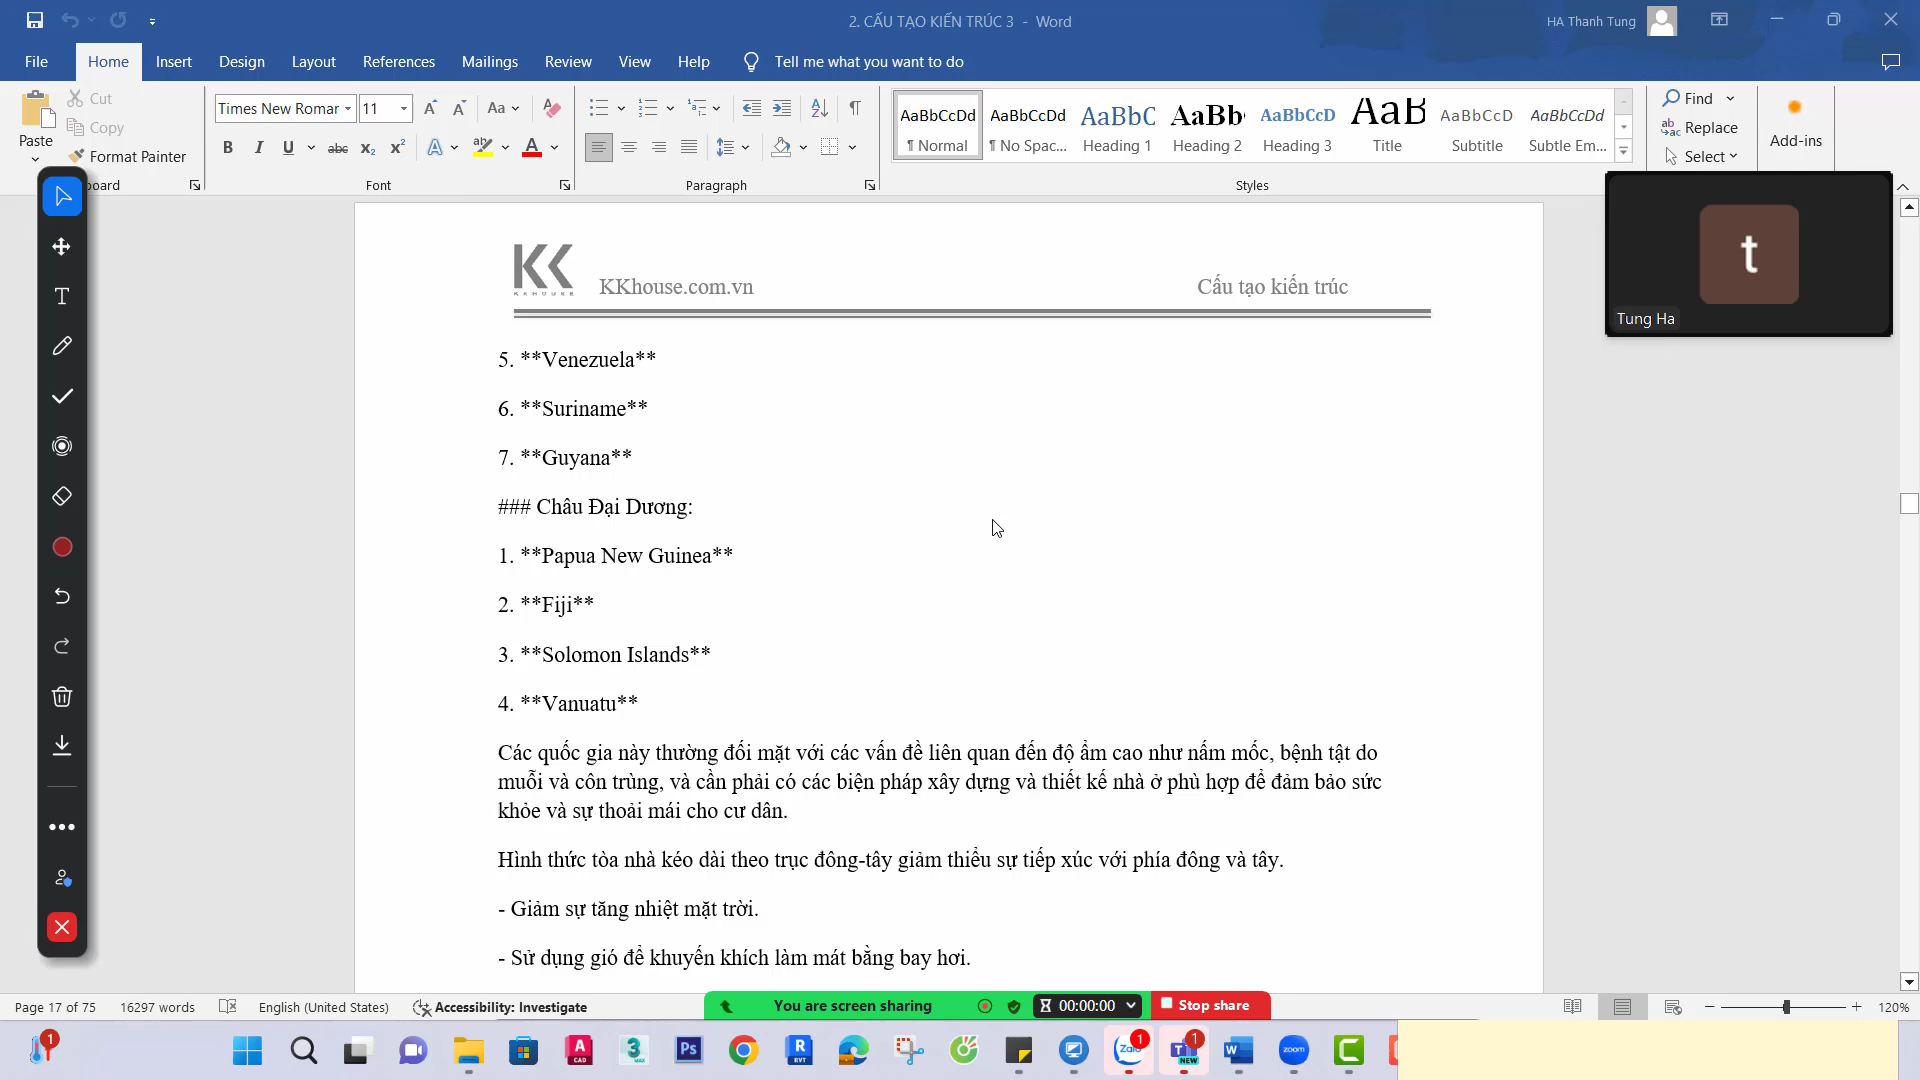 2. CẤU TẠO KIẾN TRÚC 3 - Word
HA Thanh Tung
File Home Insert Design Layout References Mailings Review View Help Tell me what you want to do
Paste
Cut
Copy
Format Painter
board
Times New Romar 11
Aa
B I U abc x₂ x² A ab A
Font
Paragraph
AaBbCcDd AaBbCcDd AaBbC AaBb AaBbCcD AaB AaBbCcD AaBbCcDd
¶ Normal ¶ No Spac... Heading 1 Heading 2 Heading 3 Title Subtitle Subtle Em...
Styles
Find
Replace
Select
Add-ins
t
Tung Ha
KKHOUSE
KKhouse.com.vn Cấu tạo kiến trúc
5. **Venezuela**
6. **Suriname**
7. **Guyana**
### Châu Đại Dương:
1. **Papua New Guinea**
2. **Fiji**
3. **Solomon Islands**
4. **Vanuatu**
Các quốc gia này thường đối mặt với các vấn đề liên quan đến độ ẩm cao như nấm mốc, bệnh tật do
muỗi và côn trùng, và cần phải có các biện pháp xây dựng và thiết kế nhà ở phù hợp để đảm bảo sức
khỏe và sự thoải mái cho cư dân.
Hình thức tòa nhà kéo dài theo trục đông-tây giảm thiểu sự tiếp xúc với phía đông và tây.
- Giảm sự tăng nhiệt mặt trời.
- Sử dụng gió để khuyến khích làm mát bằng bay hơi.
Page 17 of 75 16297 words English (United States) Accessibility: Investigate
You are screen sharing 00:00:00 Stop share
120%